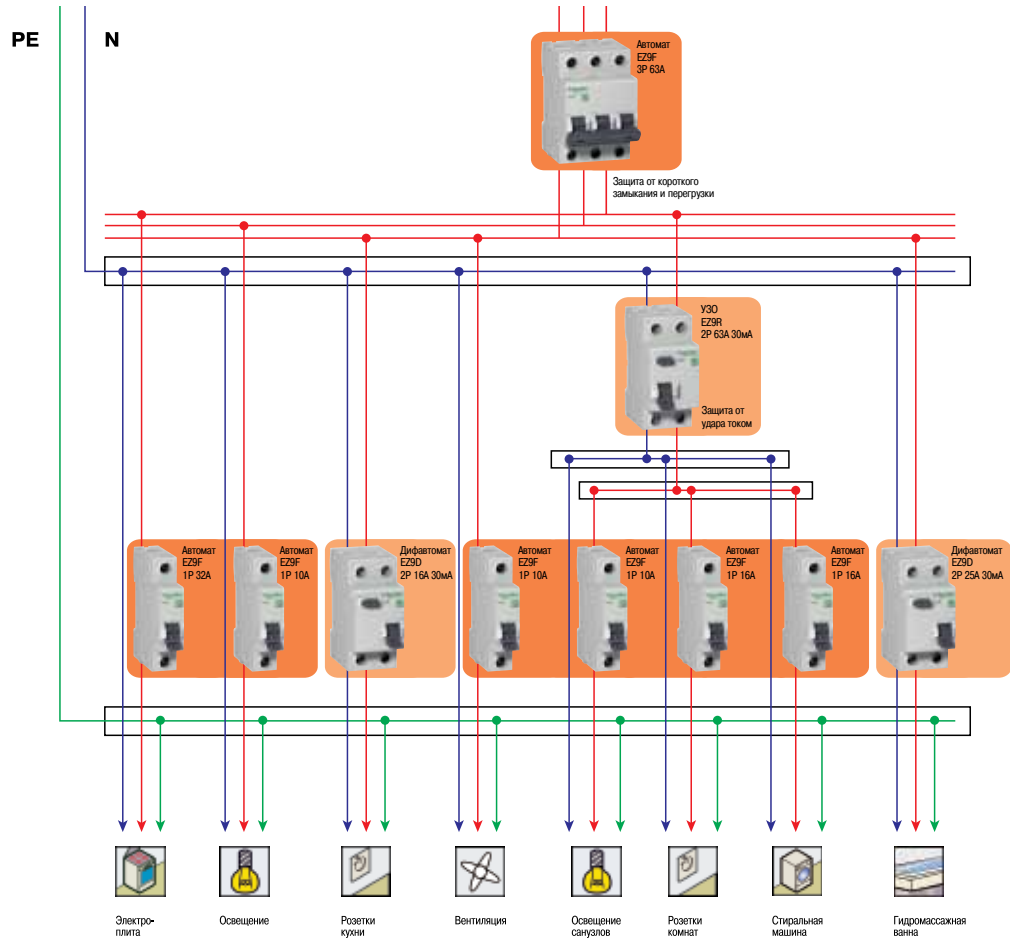 PE
N
Автомат
EZ9F
3P 63A
Защита от короткого
замыкания и перегрузки
УЗО
EZ9R
2P 63A 30мА
Защита от
удара током
Автомат
EZ9F
1P 32A
Автомат
EZ9F
1P 10A
Дифавтомат
EZ9D
2P 16A 30мА
Автомат
EZ9F
1P 10A
Автомат
EZ9F
1P 10A
Автомат
EZ9F
1P 16A
Автомат
EZ9F
1P 16A
Дифавтомат
EZ9D
2P 25A 30мА
Электро-
плита
Освещение
Розетки
кухни
Вентиляция
Освещение
санузлов
Розетки
комнат
Стиральная
машина
Гидромассажная
ванна